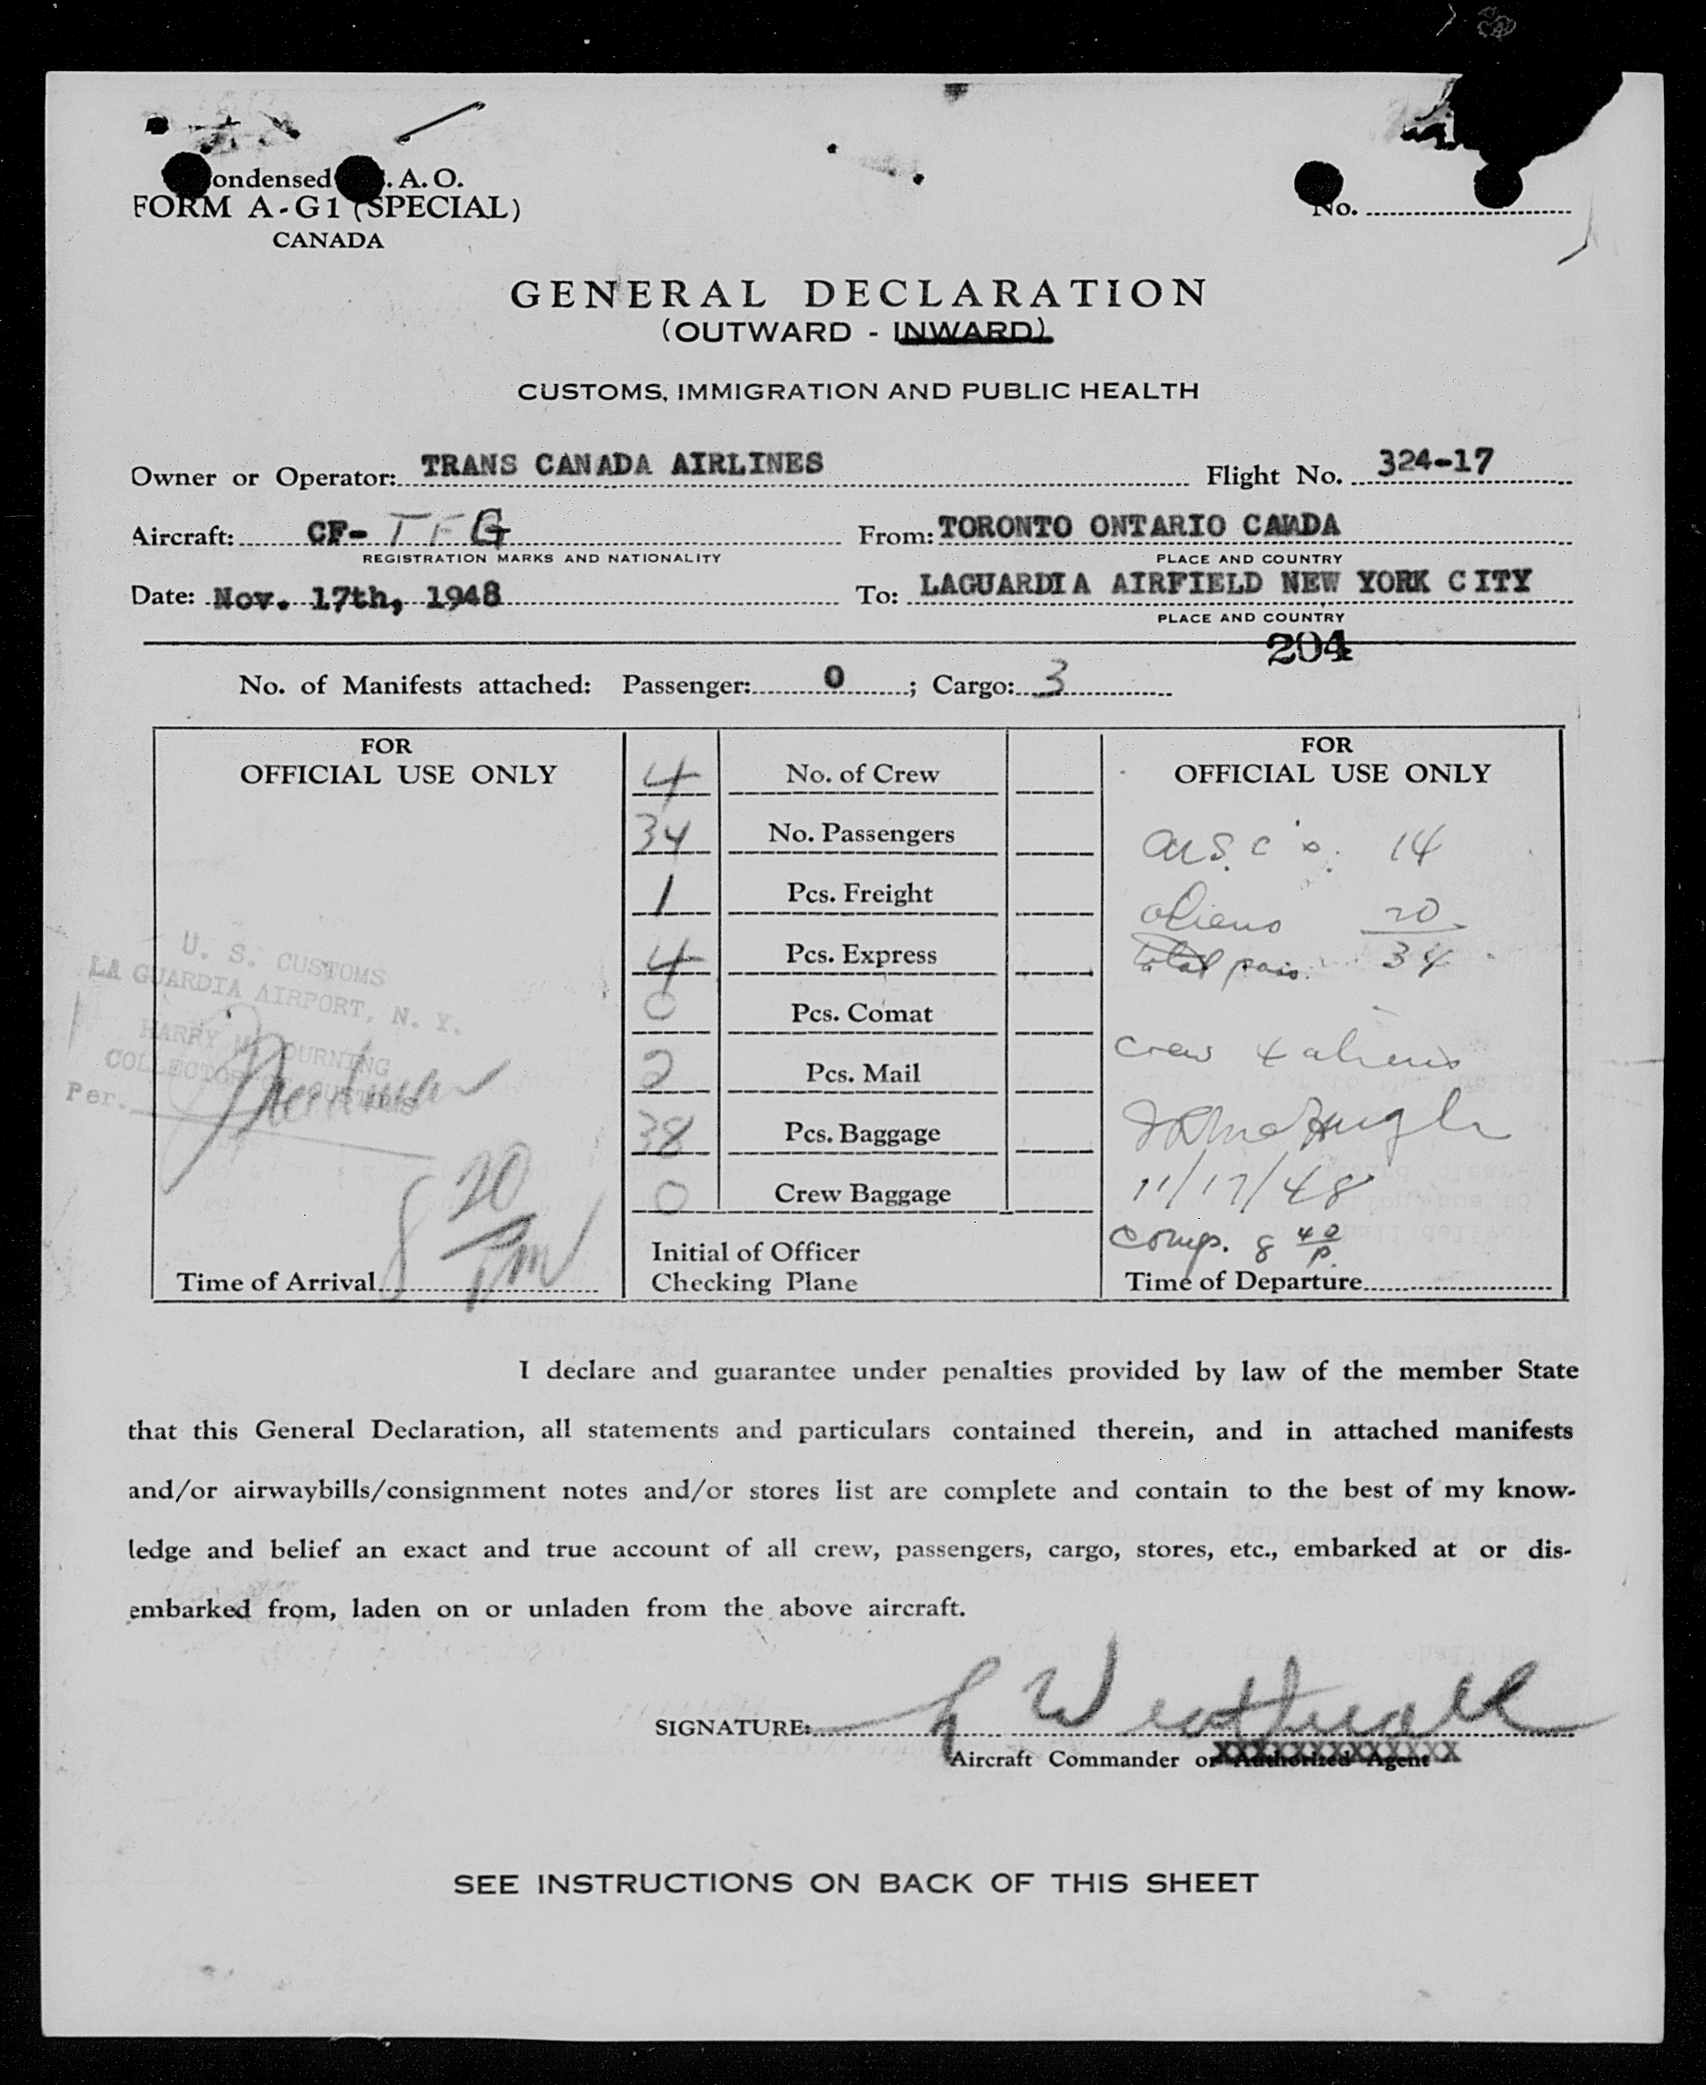 ondensed . A. O.
FORM A-G1 (SPECIAL)
CANADA
No.
GENERAL DECLARATION
(OUTWARD - INWARD)
CUSTOMS, IMMIGRATION AND PUBLIC HEALTH
Owner or Operator: TRANS CANADA AIRLINES Flight No. 324-17
Aircraft: CF- TFG From: TORONTO ONTARIO CANADA
REGISTRATION MARKS AND NATIONALITY PLACE AND COUNTRY
Date: Nov. 17th, 1948 To: LAGUARDIA AIRFIELD NEW YORK CITY
PLACE AND COUNTRY
204
No. of Manifests attached: Passenger: 0 ; Cargo: 3
FOR
OFFICIAL USE ONLY
U. S. CUSTOMS
LA GUARDIA AIRPORT, N. Y.
HARRY M. DURNING
COLLECTOR OF CUSTOMS
Per.
8 20 PM
Time of Arrival
4 No. of Crew
34 No. Passengers
1 Pcs. Freight
4 Pcs. Express
0 Pcs. Comat
2 Pcs. Mail
38 Pcs. Baggage
0 Crew Baggage
Initial of Officer
Checking Plane
FOR
OFFICIAL USE ONLY
U.S.C's. 14
aliens 20
total pass. 34
crew 4 aliens
11/17/48
comp. 8 40 p.
Time of Departure
I declare and guarantee under penalties provided by law of the member State
that this General Declaration, all statements and particulars contained therein, and in attached manifests
and/or airwaybills/consignment notes and/or stores list are complete and contain to the best of my know-
ledge and belief an exact and true account of all crew, passengers, cargo, stores, etc., embarked at or dis-
embarked from, laden on or unladen from the above aircraft.
SIGNATURE:
Aircraft Commander or Authorized Agent
SEE INSTRUCTIONS ON BACK OF THIS SHEET